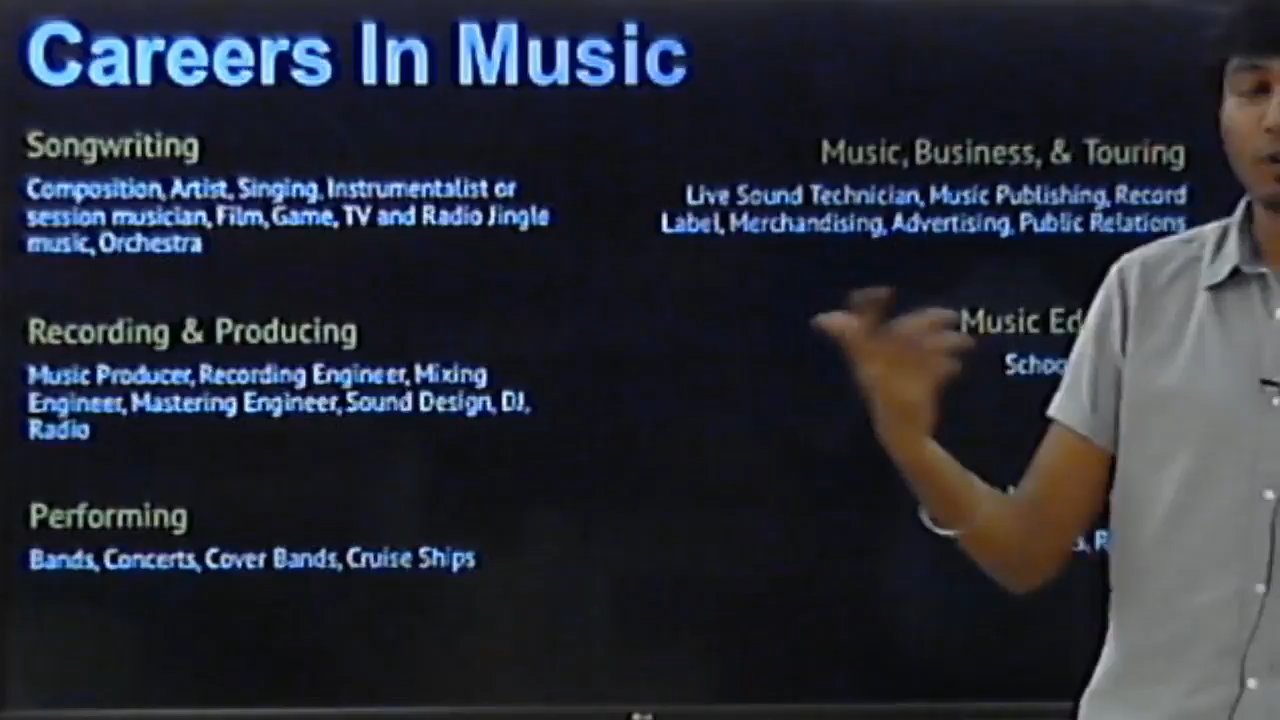 Careers In Music
Songwriting
Composition, Artist, Singing, Instrumentalist or
session musician, Film, Game, TV and Radio Jingle
music, Orchestra
Recording & Producing
Music Producer, Recording Engineer, Mixing
Engineer, Mastering Engineer, Sound Design, DJ,
Radio
Performing
Bands, Concerts, Cover Bands, Cruise Ships
Music, Business, & Touring
Live Sound Technician, Music Publishing, Record
Label, Merchandising, Advertising, Public Relations
Music